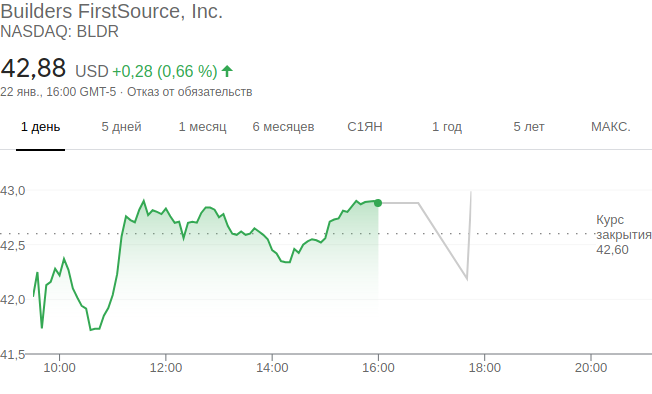 Builders FirstSource, Inc.
NASDAQ: BLDR
42,88 USD +0,28 (0,66 %)
22 янв., 16:00 GMT-5 · Отказ от обязательств
1 день 5 дней 1 месяц 6 месяцев С1ЯН 1 год 5 лет МАКС.
43,0
Курс
закрытия
42,5
42,60
42,0
41,5
10:00 12:00 14:00 16:00 18:00 20:00